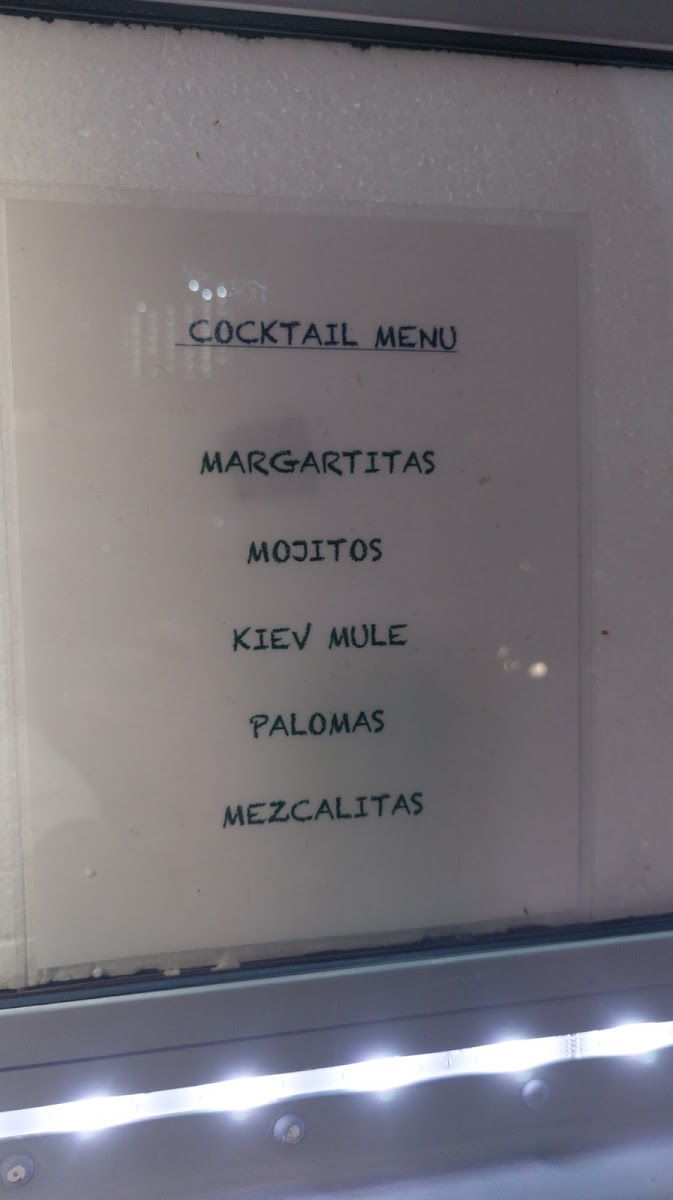 COCKTAIL MENU
MARGARTITAS
MOJITOS
KIEV MULE
PALOMAS
MEZCALITAS